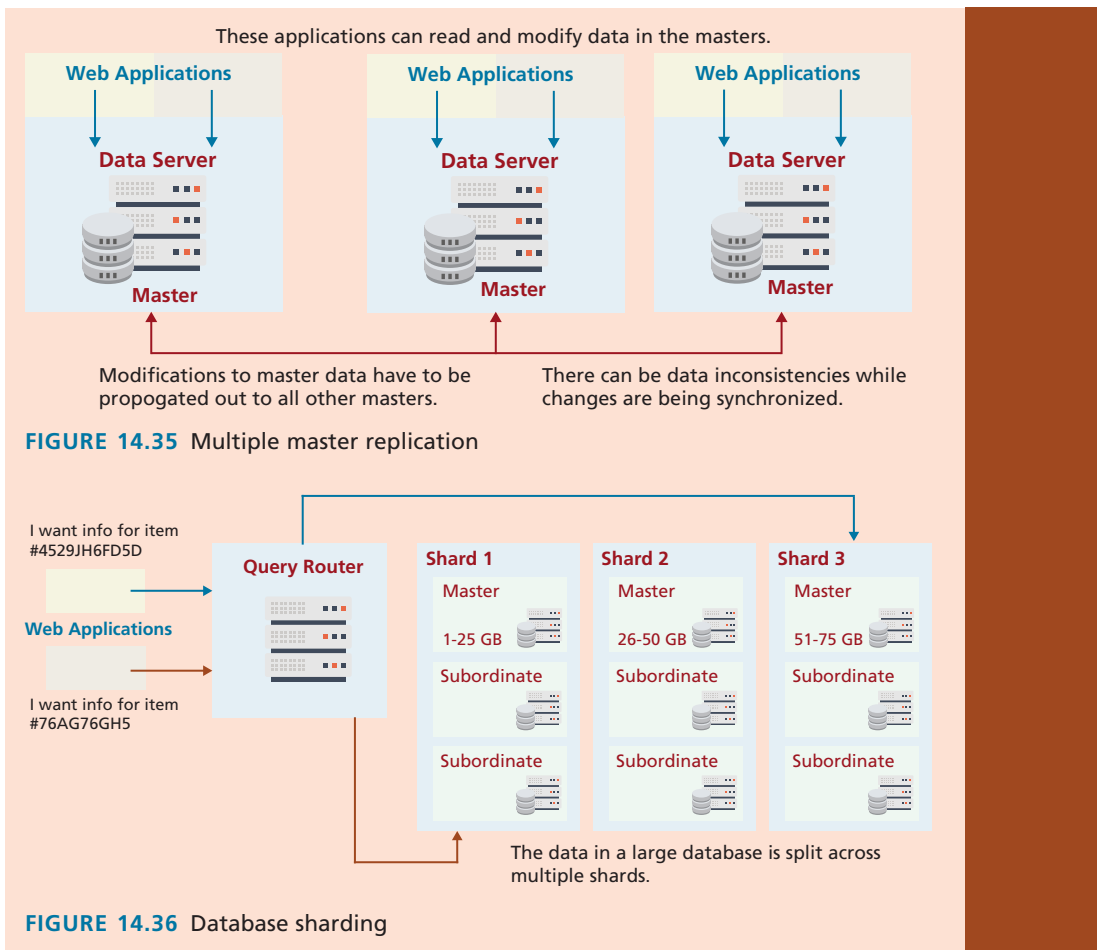 These applications can read and modify data in the masters.
Web Applications
Web Applications
Web Applications
Data Server
Data Server
Data Server
Master
Master
Master
Modifications to master data have to be
propogated out to all other masters.
There can be data inconsistencies while
changes are being synchronized.
FIGURE 14.35 Multiple master replication
I want info for item
#4529JH6FD5D
Web Applications
I want info for item
#76AG76GH5
Query Router
Shard 1
Master
1-25 GB
Subordinate
Subordinate
Shard 2
Master
26-50 GB
Subordinate
Subordinate
Shard 3
Master
51-75 GB
Subordinate
Subordinate
The data in a large database is split across
multiple shards.
FIGURE 14.36 Database sharding